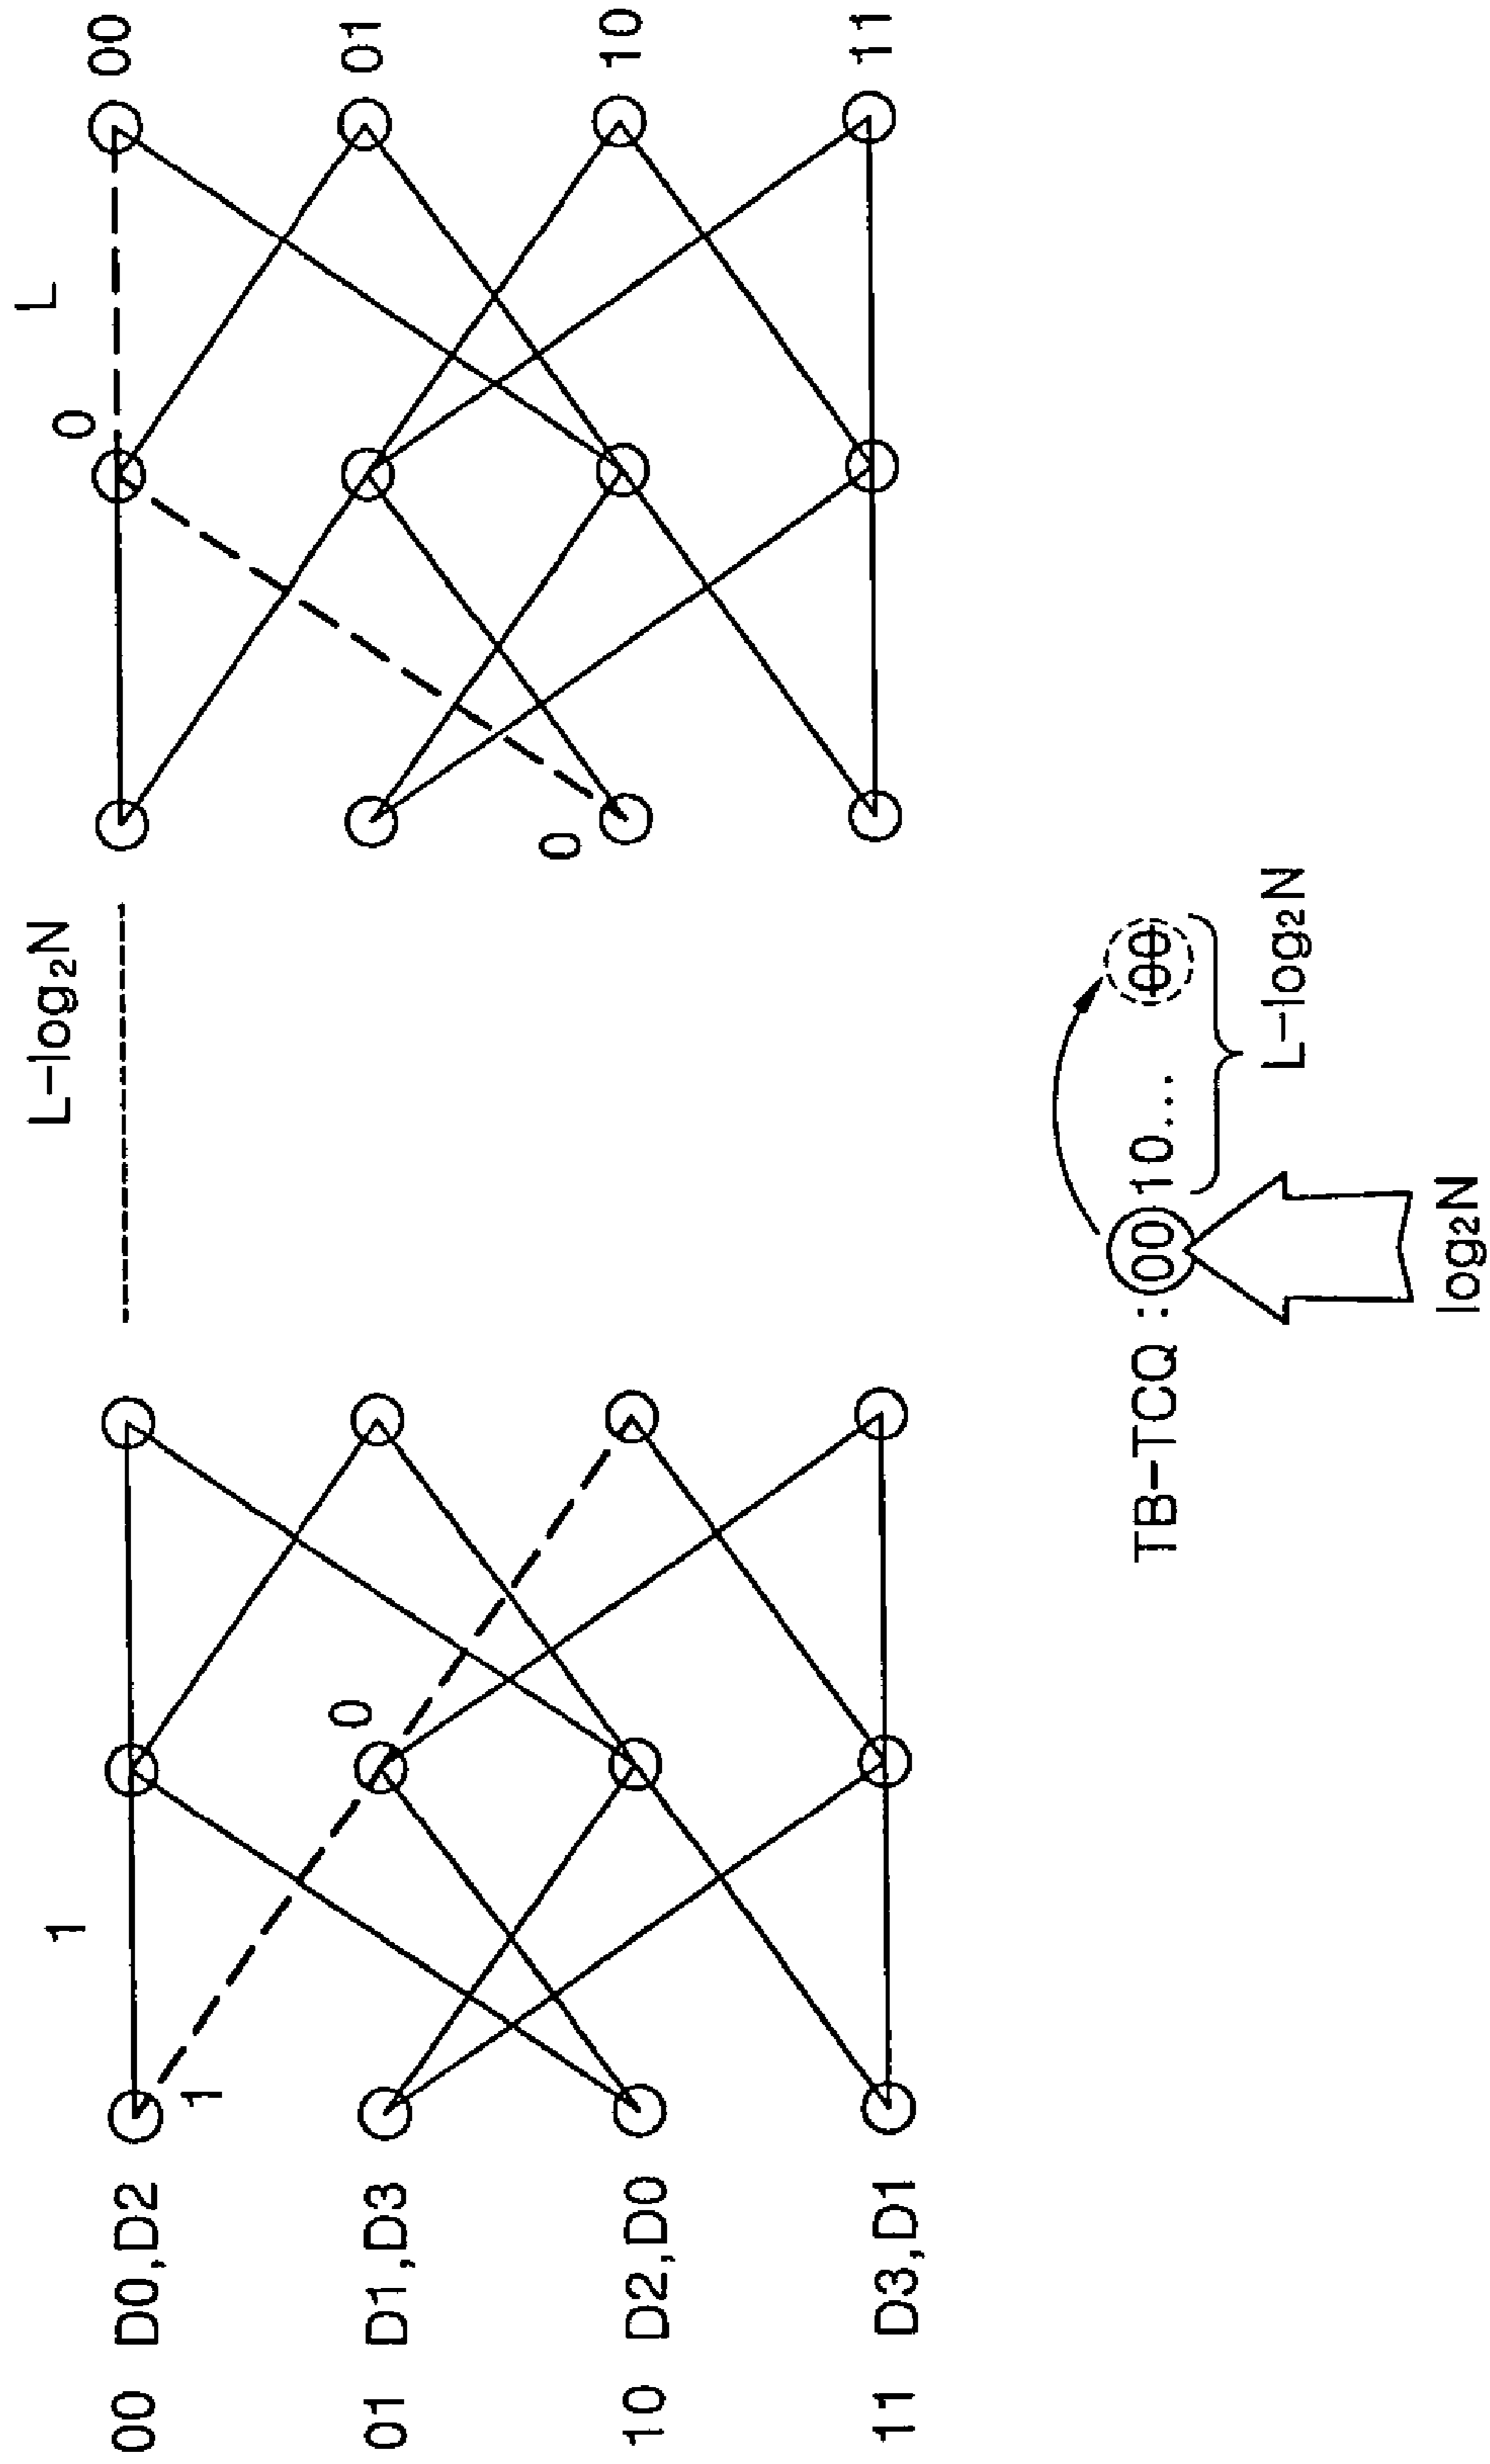 1
L-log₂N
L
00 D0,D2
1
0
0
00
01 D1,D3
0
01
10 D2,D0
0
10
11 D3,D1
11
TB-TCQ : 00 10... 00
L-log₂N
log₂N